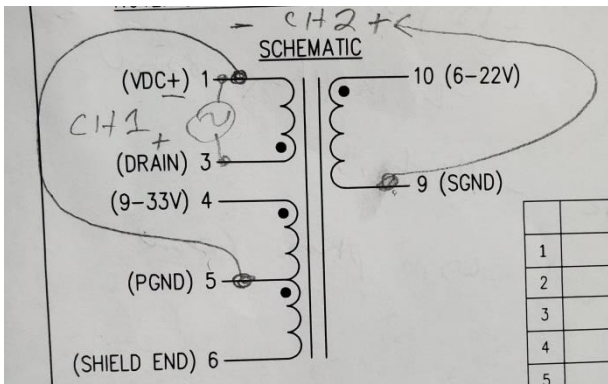 - CH2 +
SCHEMATIC
(VDC+) 1
10 (6-22V)
CH1
-
+
(DRAIN) 3
9 (SGND)
(9-33V) 4
(PGND) 5
(SHIELD END) 6
1
2
3
4
5